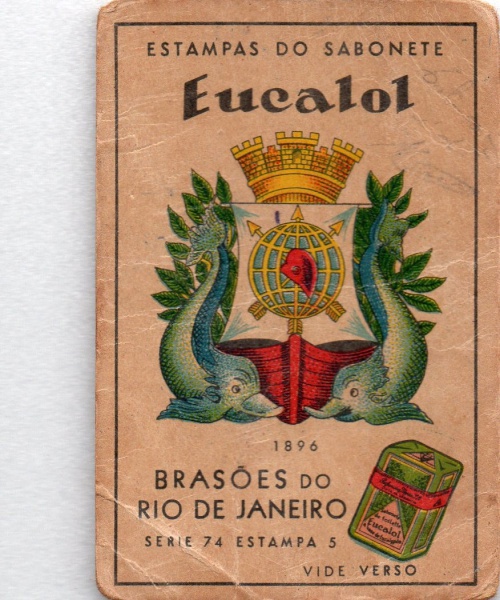 ESTAMPAS DO SABONETE
Eucalol
1896
BRASÕES DO
RIO DE JANEIRO
SERIE 74 ESTAMPA 5
VIDE VERSO
Eucalol